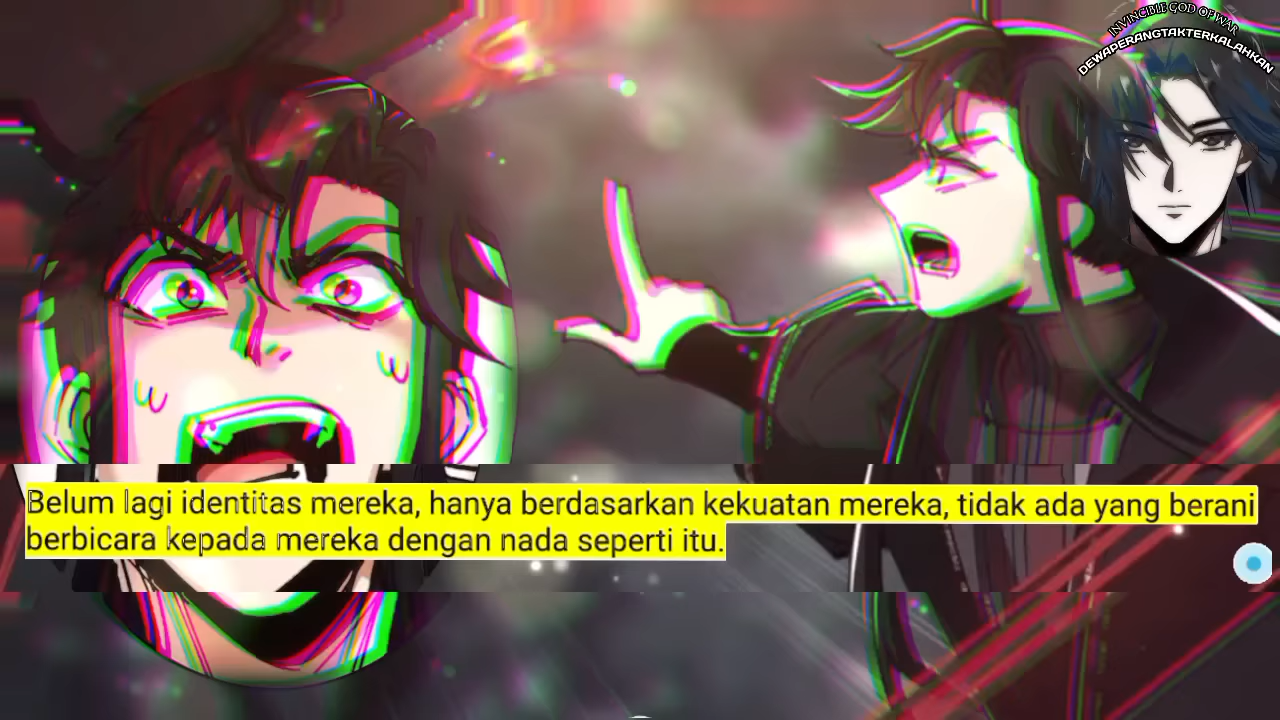 INVINCIBLE GOD OF WAR
DEWAPERANGTAKTERKALAHKAN
Belum lagi identitas mereka, hanya berdasarkan kekuatan mereka, tidak ada yang berani
berbicara kepada mereka dengan nada seperti itu.